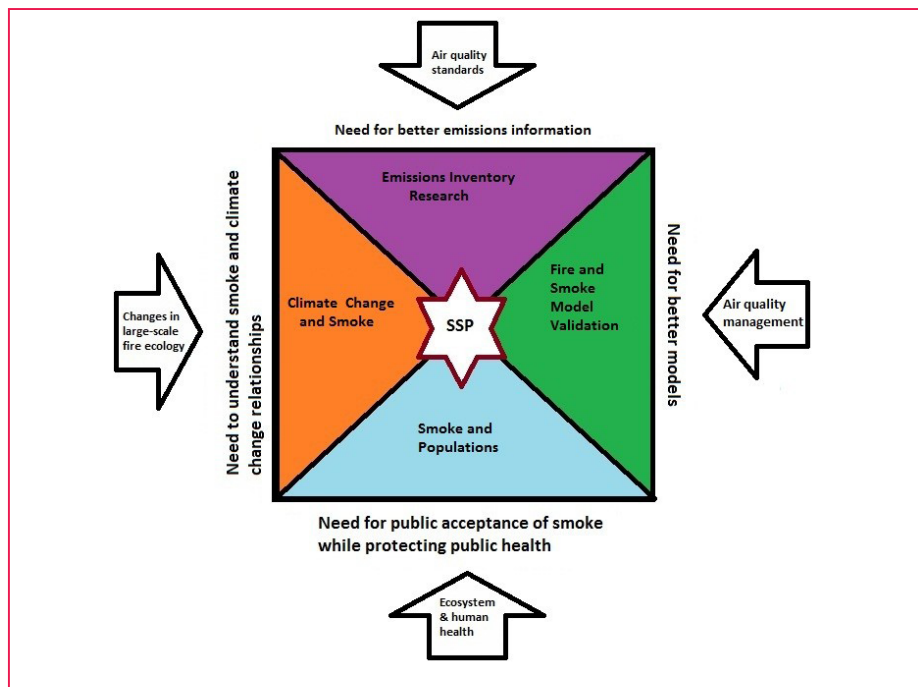 Air quality
standards
Need for better emissions information
Emissions Inventory
Research
Need to understand smoke and climate
change relationships
Changes in
large-scale
fire ecology
Climate Change
and Smoke
SSP
Fire and
Smoke
Model
Validation
Need for better models
Air quality
management
Smoke and
Populations
Need for public acceptance of smoke
while protecting public health
Ecosystem
& human
health